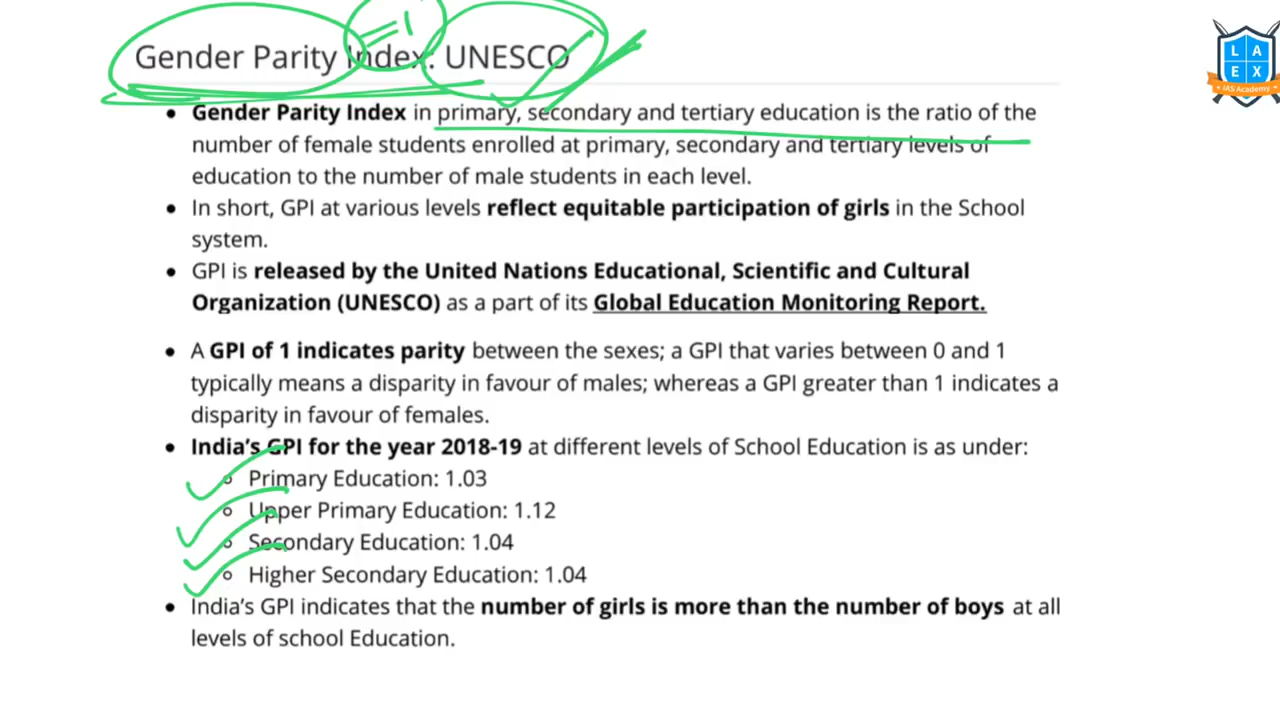 =1
Gender Parity Index: UNESCO
L A
E X
IAS Academy
• Gender Parity Index in primary, secondary and tertiary education is the ratio of the
number of female students enrolled at primary, secondary and tertiary levels of
education to the number of male students in each level.
• In short, GPI at various levels reflect equitable participation of girls in the School
system.
• GPI is released by the United Nations Educational, Scientific and Cultural
Organization (UNESCO) as a part of its Global Education Monitoring Report.
• A GPI of 1 indicates parity between the sexes; a GPI that varies between 0 and 1
typically means a disparity in favour of males; whereas a GPI greater than 1 indicates a
disparity in favour of females.
• India's GPI for the year 2018-19 at different levels of School Education is as under:
o Primary Education: 1.03
o Upper Primary Education: 1.12
o Secondary Education: 1.04
o Higher Secondary Education: 1.04
• India's GPI indicates that the number of girls is more than the number of boys at all
levels of school Education.